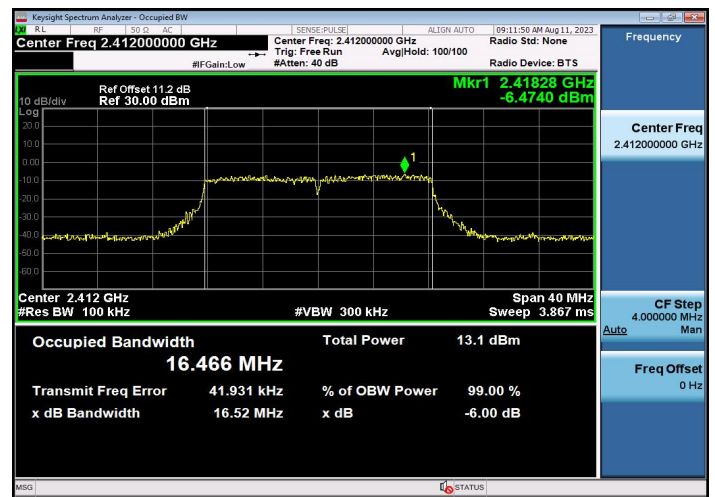 Keysight Spectrum Analyzer - Occupied BW
LXI RL RF 50 Ω AC SENSE:PULSE ALIGN AUTO 09:11:50 AM Aug 11, 2023
Center Freq 2.412000000 GHz
Center Freq: 2.412000000 GHz
Radio Std: None
Trig: Free Run Avg|Hold: 100/100
#IFGain:Low
#Atten: 40 dB
Radio Device: BTS
Ref Offset 11.2 dB
Mkr1 2.41828 GHz
10 dB/div Ref 30.00 dBm
-6.4740 dBm
Log
20.0
10.0
0.00
-10.0
-20.0
-30.0
-40.0
-50.0
-60.0
1
Center 2.412 GHz
Span 40 MHz
#Res BW 100 kHz
#VBW 300 kHz
Sweep 3.867 ms
Occupied Bandwidth
Total Power 13.1 dBm
16.466 MHz
Transmit Freq Error 41.931 kHz
% of OBW Power 99.00 %
x dB Bandwidth 16.52 MHz
x dB -6.00 dB
Frequency
Center Freq
2.412000000 GHz
CF Step
4.000000 MHz
Auto Man
Freq Offset
0 Hz
MSG
STATUS